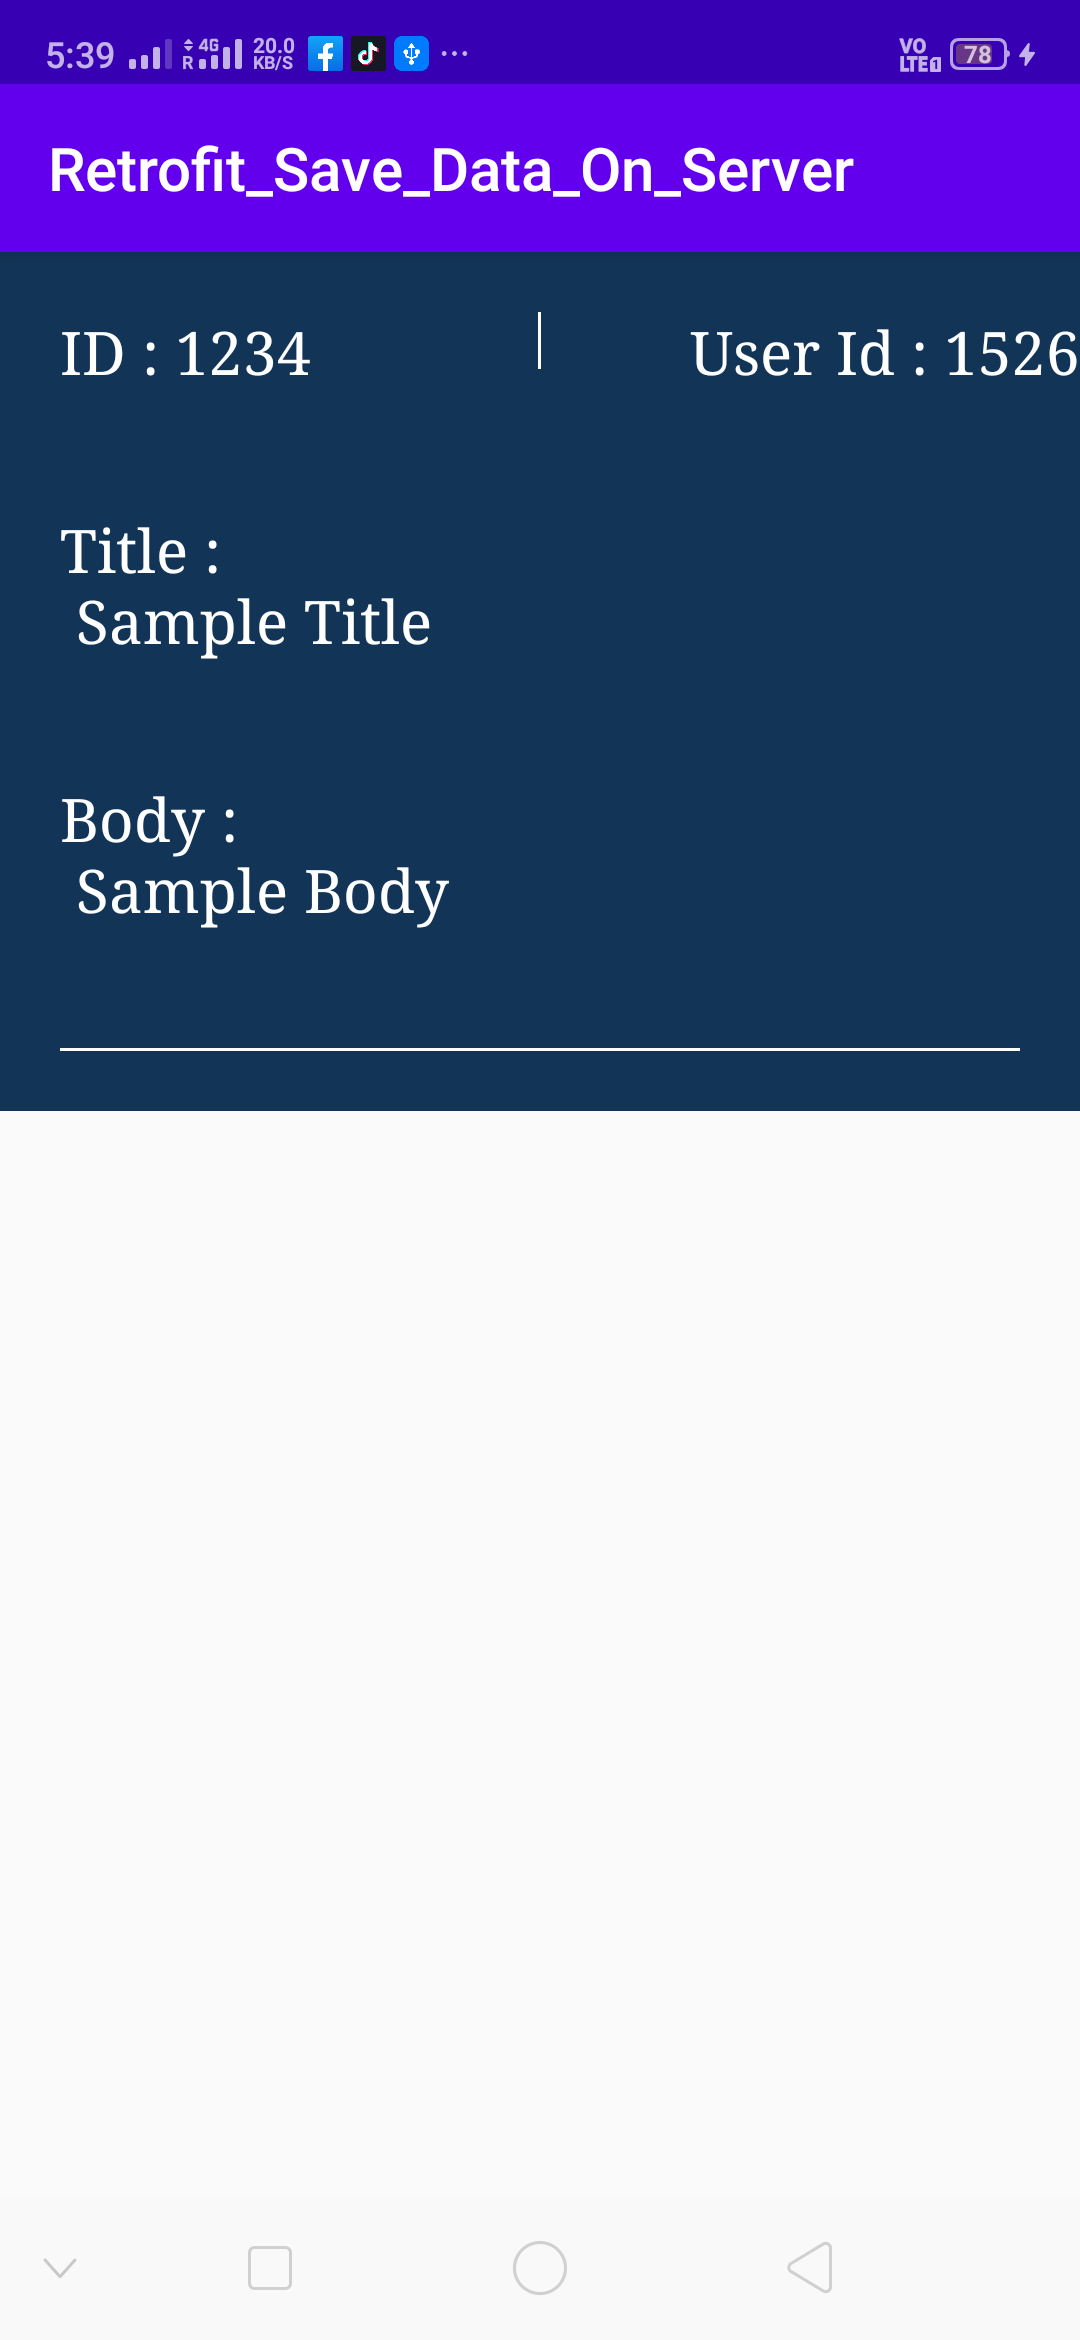 5:39 R 4G 20.0 KB/S VO LTE 1 78
Retrofit_Save_Data_On_Server
ID : 1234 User Id : 1526
Title :
Sample Title
Body :
Sample Body